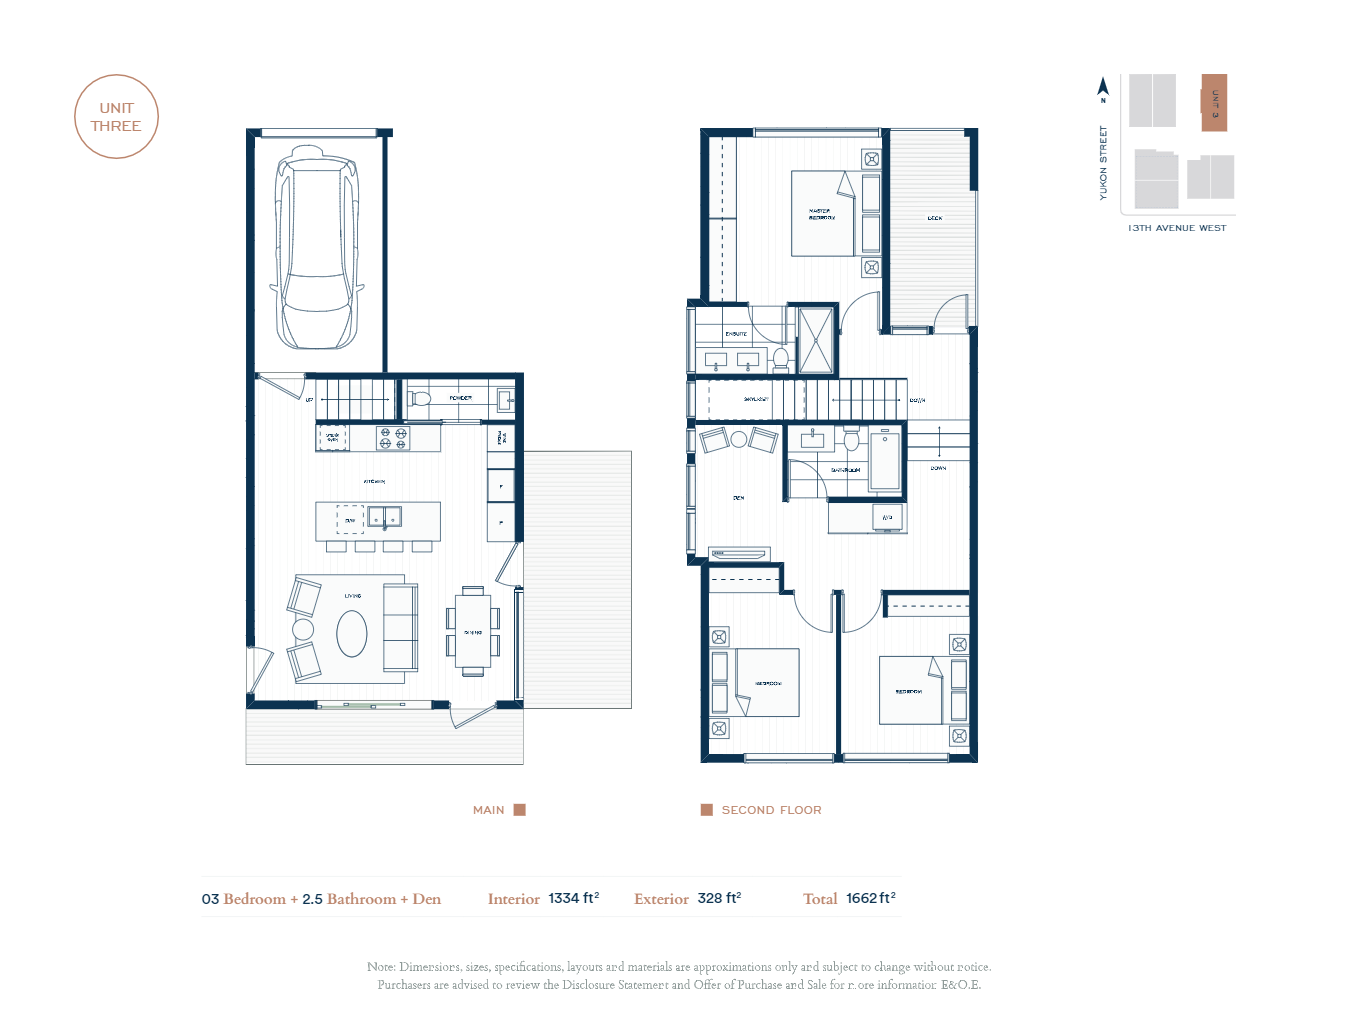 UNIT
THREE
N
YUKON STREET
UNIT 3
13TH AVENUE WEST
UP
POWDER
KITCHEN
D/W
F
P
LIVING
DINING
MASTER
BEDROOM
DECK
ENSUITE
SKYLIGHT
DOWN
BATHROOM
DOWN
DEN
W/D
BEDROOM
BEDROOM
MAIN
SECOND FLOOR
03 Bedroom + 2.5 Bathroom + Den Interior 1334 ft² Exterior 328 ft² Total 1662 ft²
Note: Dimensions, sizes, specifications, layouts and materials are approximations only and subject to change without notice.
Purchasers are advised to review the Disclosure Statement and Offer of Purchase and Sale for more information E&O.E.